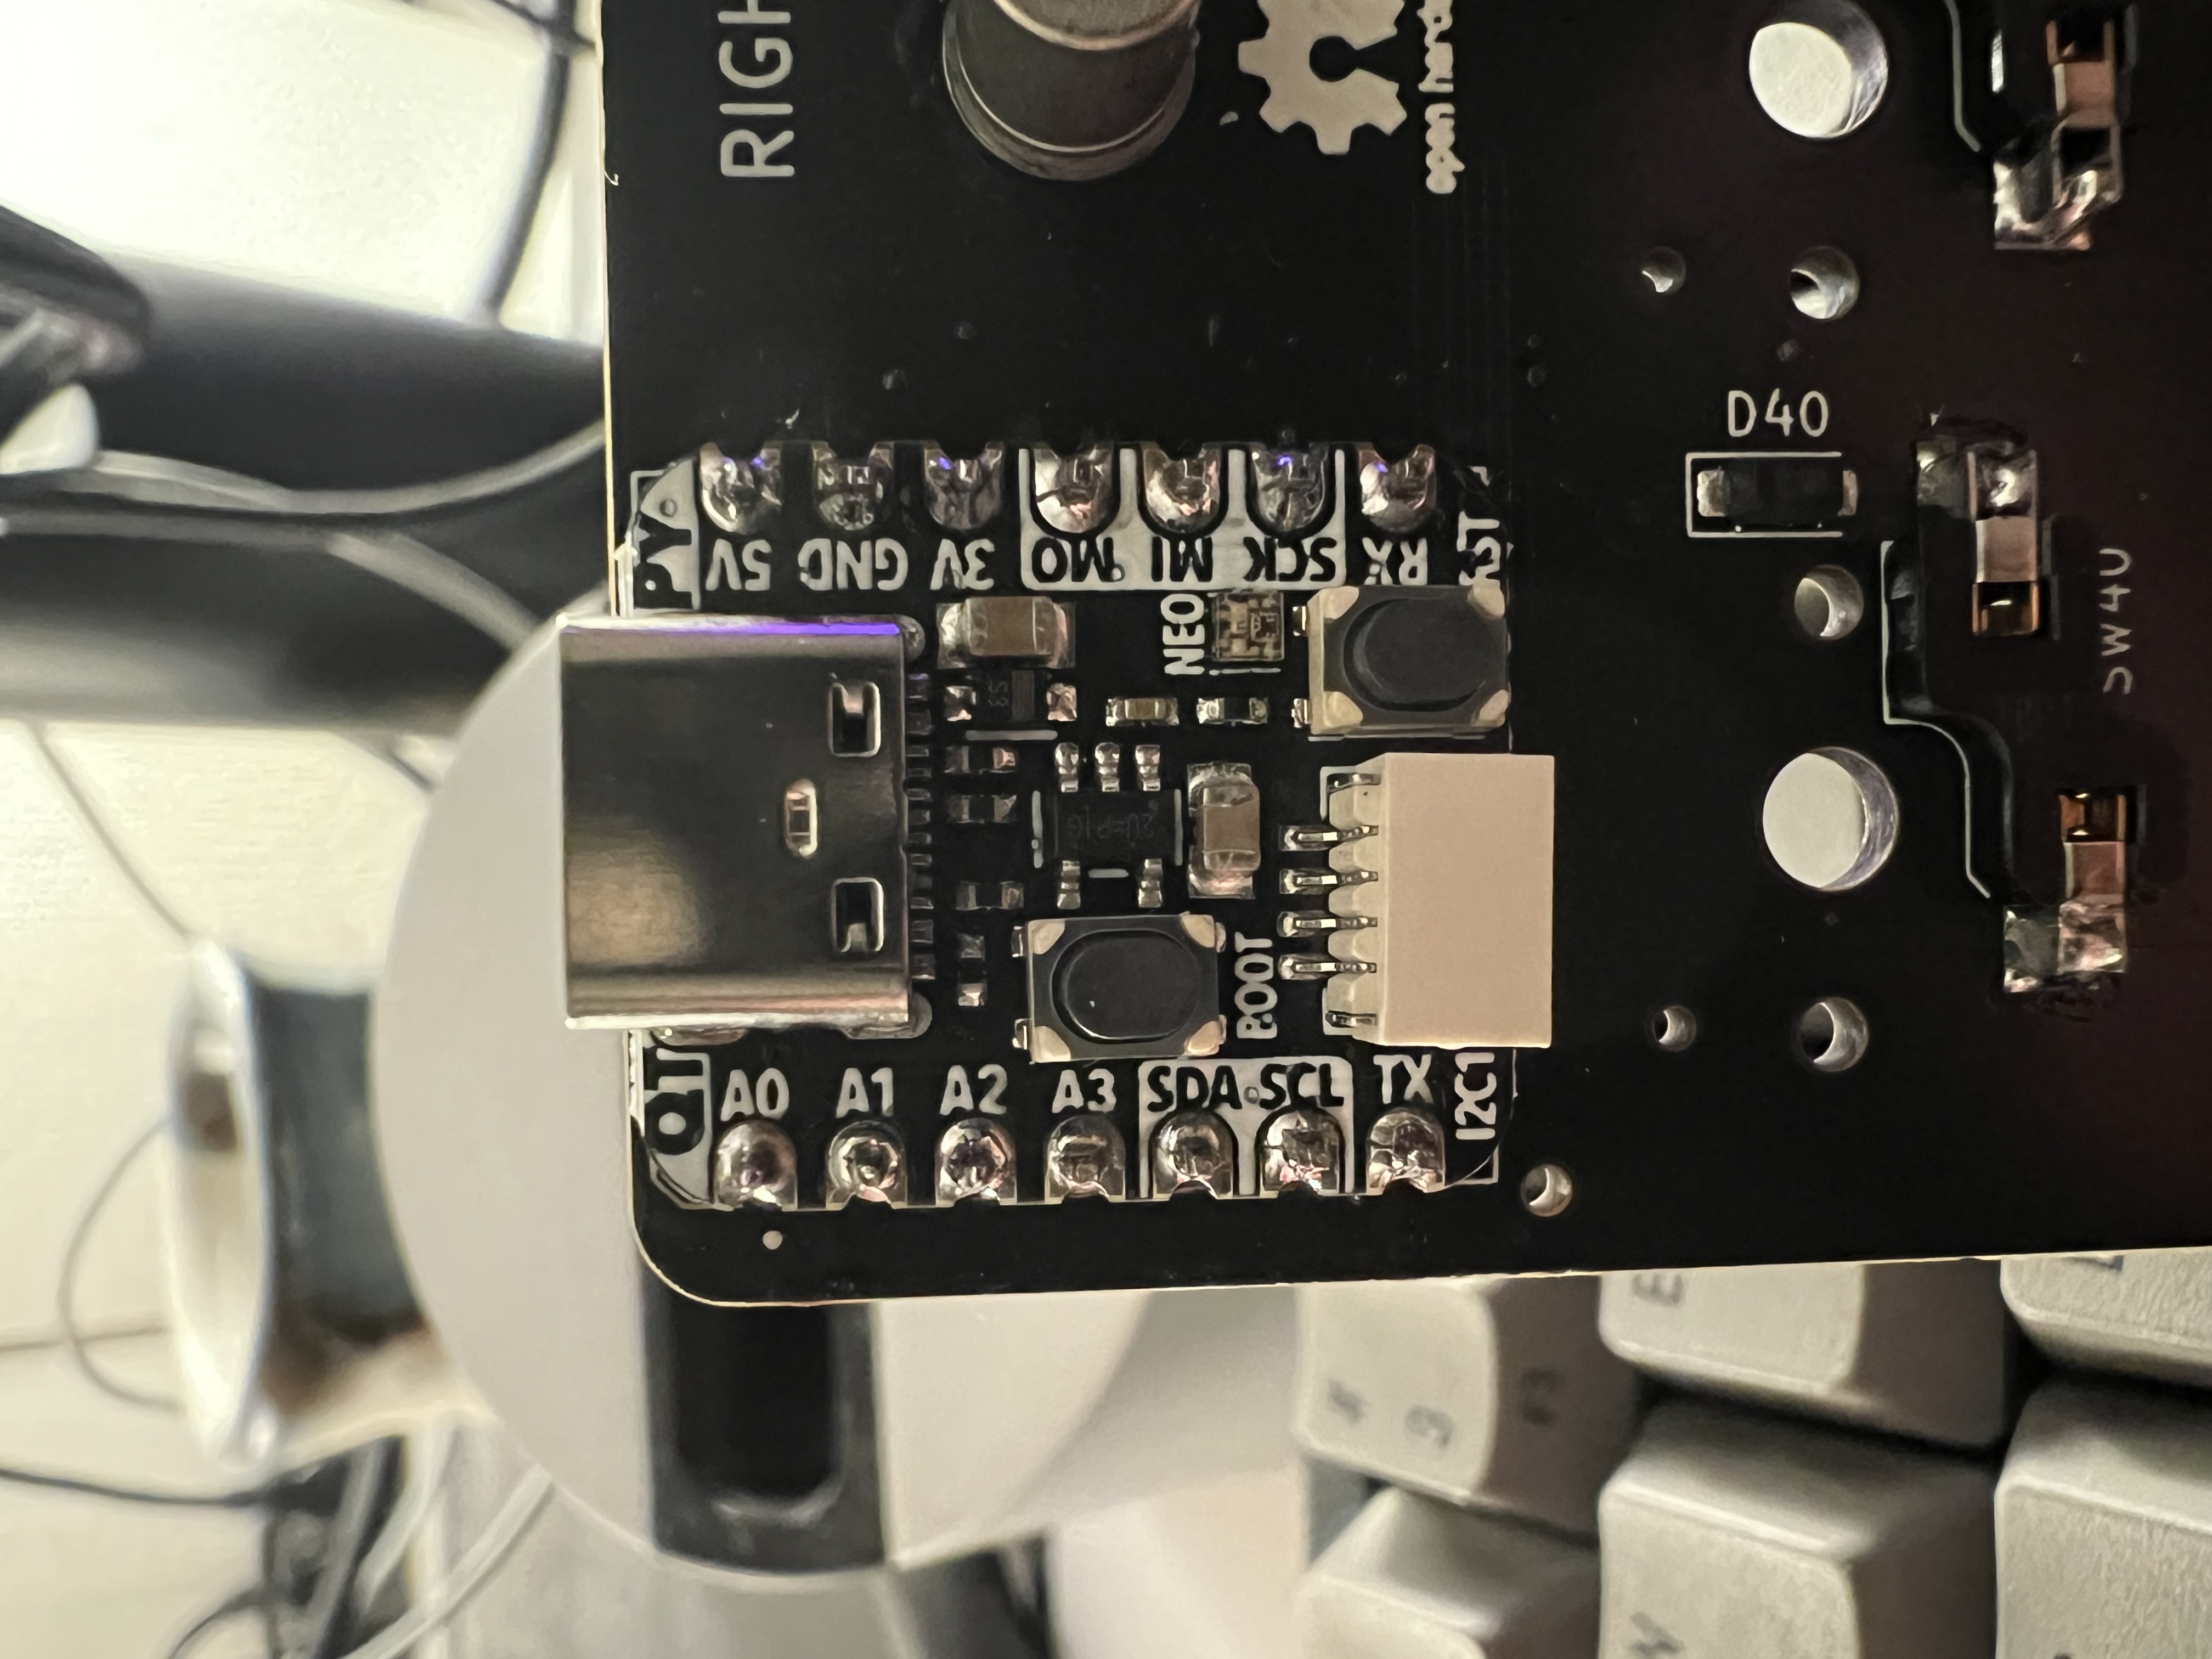 QT
PY
A0
A1
A2
A3
SDA
SCL
TX
5V
GND
3V
MO
MI
SCK
RX
NEO
BOOT
I2C1
RST
RIGH
open hard
D40
SW40
E